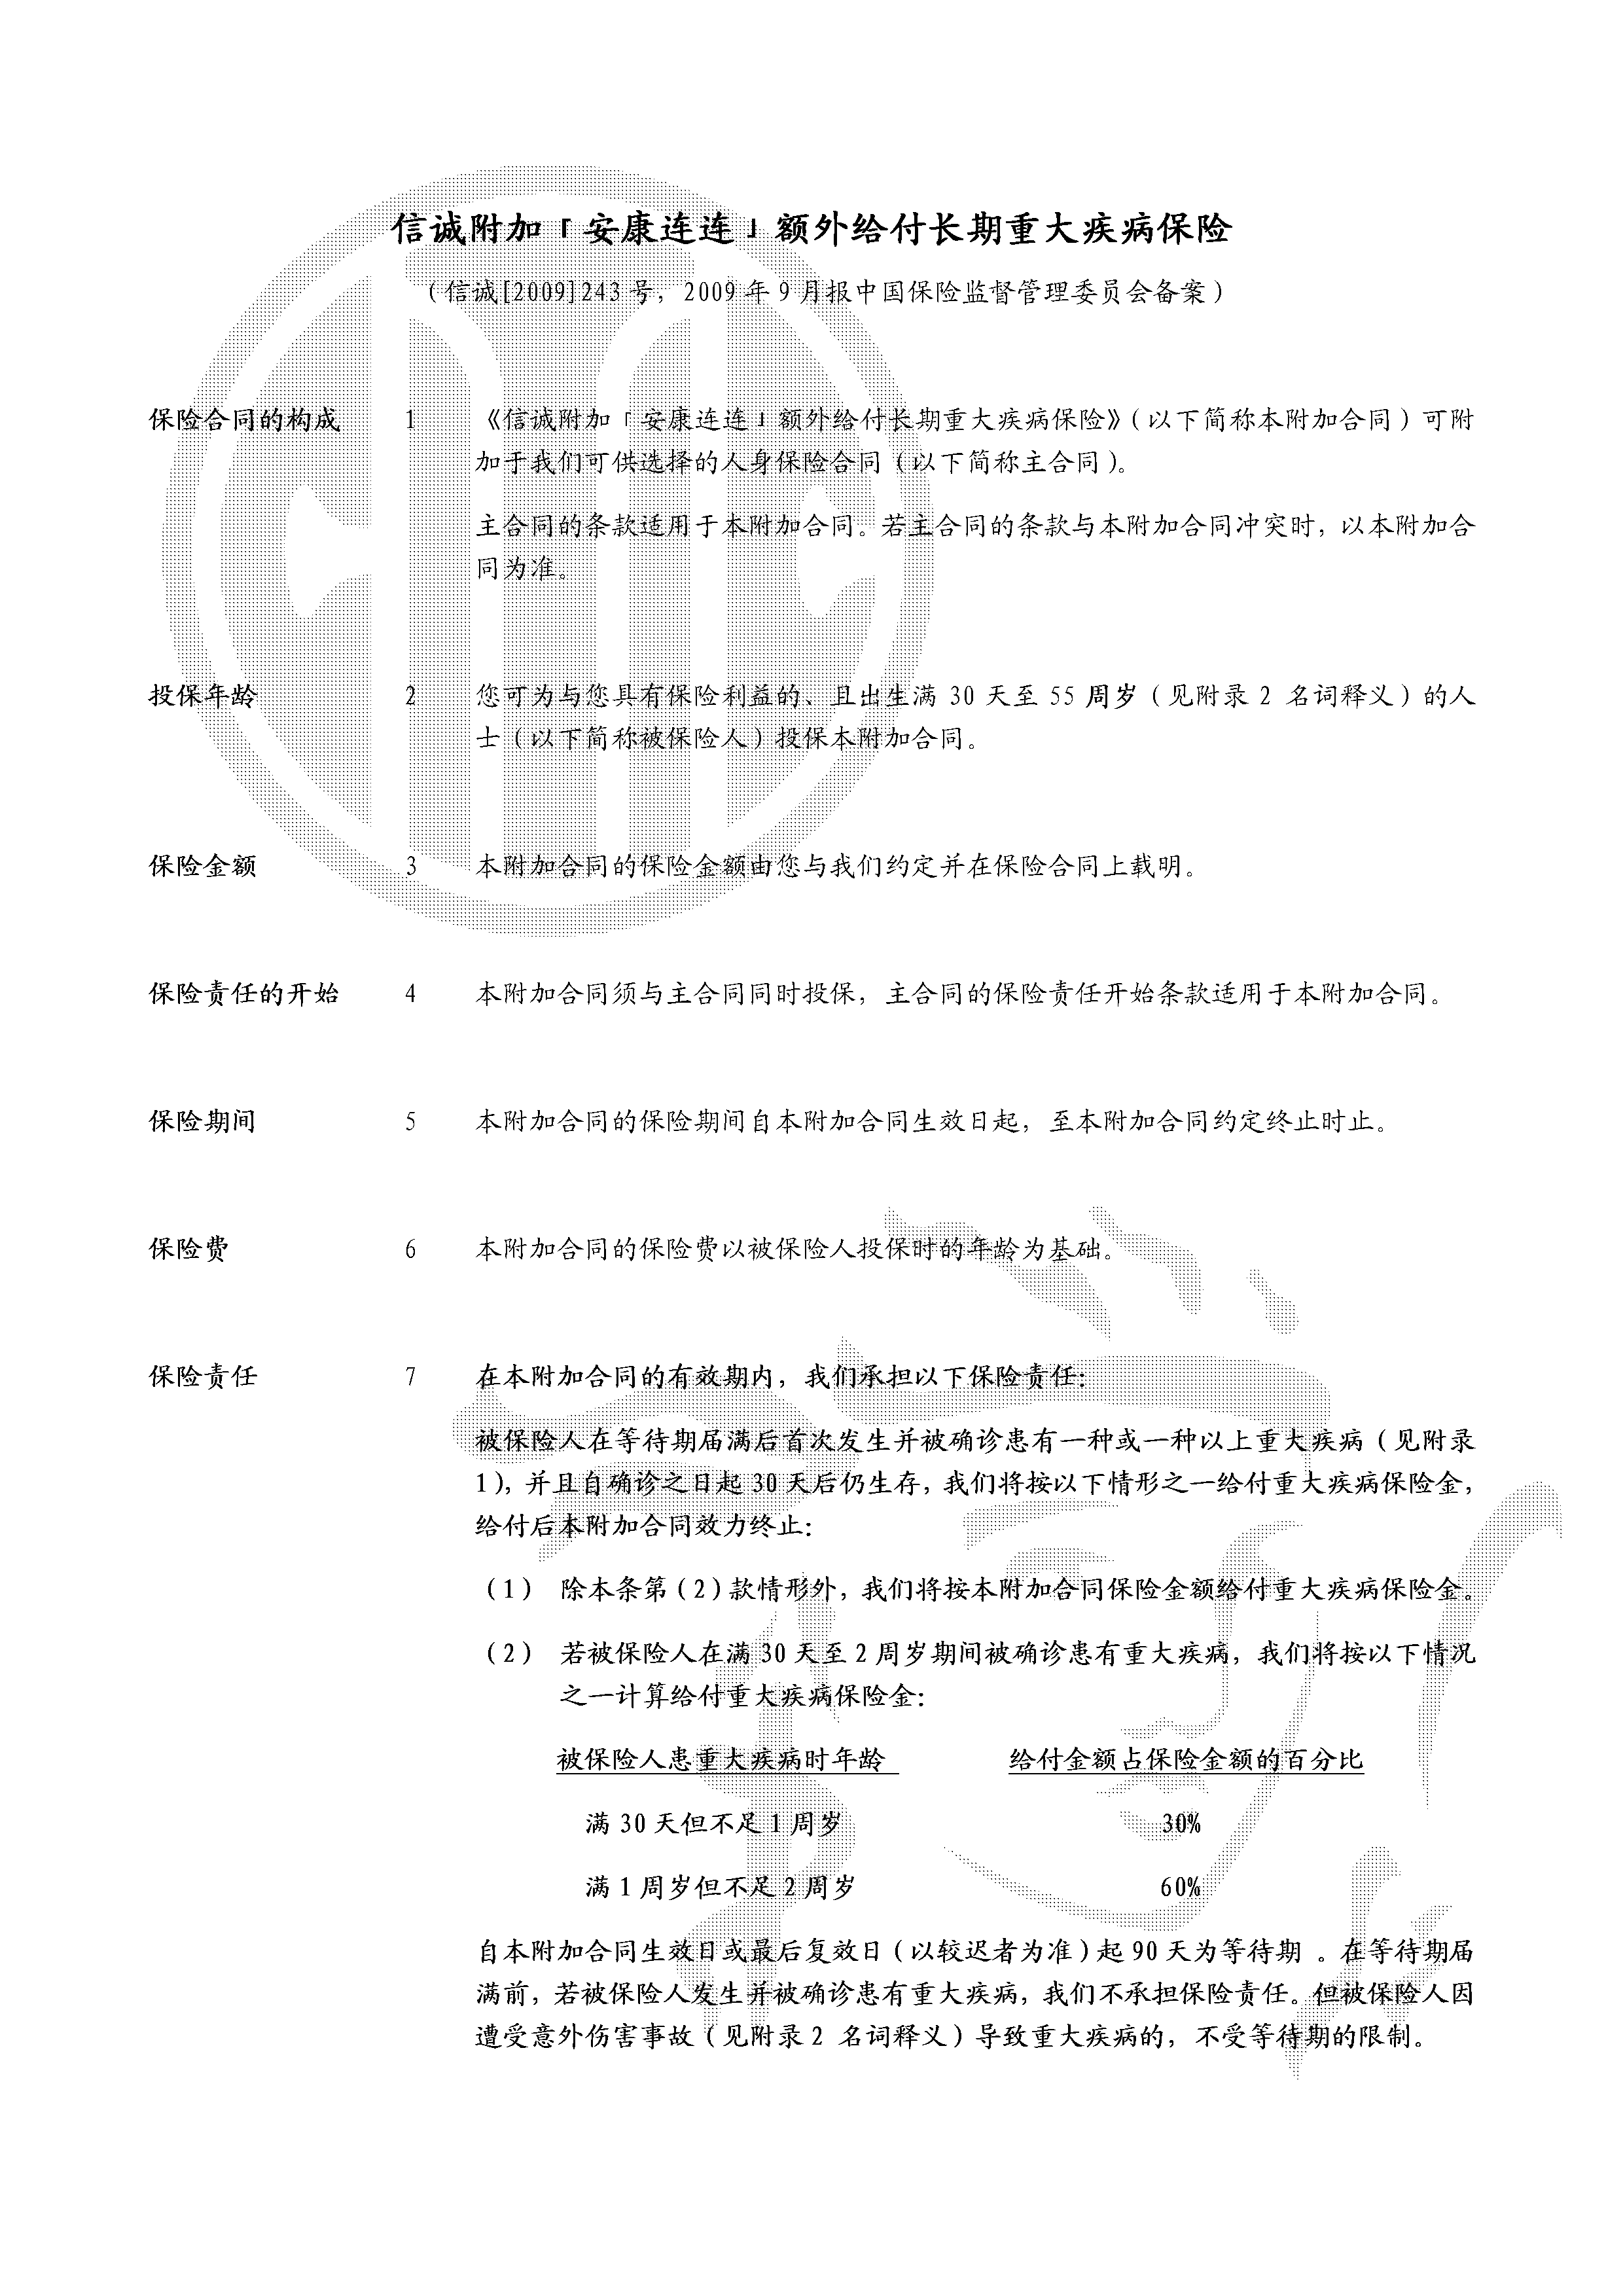 信诚附加「安康连连」额外给付长期重大疾病保险
（信诚[2009]243 号，2009 年 9 月报中国保险监督管理委员会备案）
保险合同的构成 1 《信诚附加「安康连连」额外给付长期重大疾病保险》（以下简称本附加合同）可附
加于我们可供选择的人身保险合同（以下简称主合同）。
主合同的条款适用于本附加合同。若主合同的条款与本附加合同冲突时，以本附加合
同为准。
投保年龄 2 您可为与您具有保险利益的、且出生满 30 天至 55 周岁（见附录 2 名词释义）的人
士（以下简称被保险人）投保本附加合同。
保险金额 3 本附加合同的保险金额由您与我们约定并在保险合同上载明。
保险责任的开始 4 本附加合同须与主合同同时投保，主合同的保险责任开始条款适用于本附加合同。
保险期间 5 本附加合同的保险期间自本附加合同生效日起，至本附加合同约定终止时止。
保险费 6 本附加合同的保险费以被保险人投保时的年龄为基础。
保险责任 7 在本附加合同的有效期内，我们承担以下保险责任：
被保险人在等待期届满后首次发生并被确诊患有一种或一种以上重大疾病（见附录
1），并且自确诊之日起 30 天后仍生存，我们将按以下情形之一给付重大疾病保险金，
给付后本附加合同效力终止：
（1） 除本条第（2）款情形外，我们将按本附加合同保险金额给付重大疾病保险金。
（2） 若被保险人在满 30 天至 2 周岁期间被确诊患有重大疾病，我们将按以下情况
之一计算给付重大疾病保险金：
被保险人患重大疾病时年龄 给付金额占保险金额的百分比
满 30 天但不足 1 周岁 30%
满 1 周岁但不足 2 周岁 60%
自本附加合同生效日或最后复效日（以较迟者为准）起 90 天为等待期 。在等待期届
满前，若被保险人发生并被确诊患有重大疾病，我们不承担保险责任。但被保险人因
遭受意外伤害事故（见附录 2 名词释义）导致重大疾病的，不受等待期的限制。